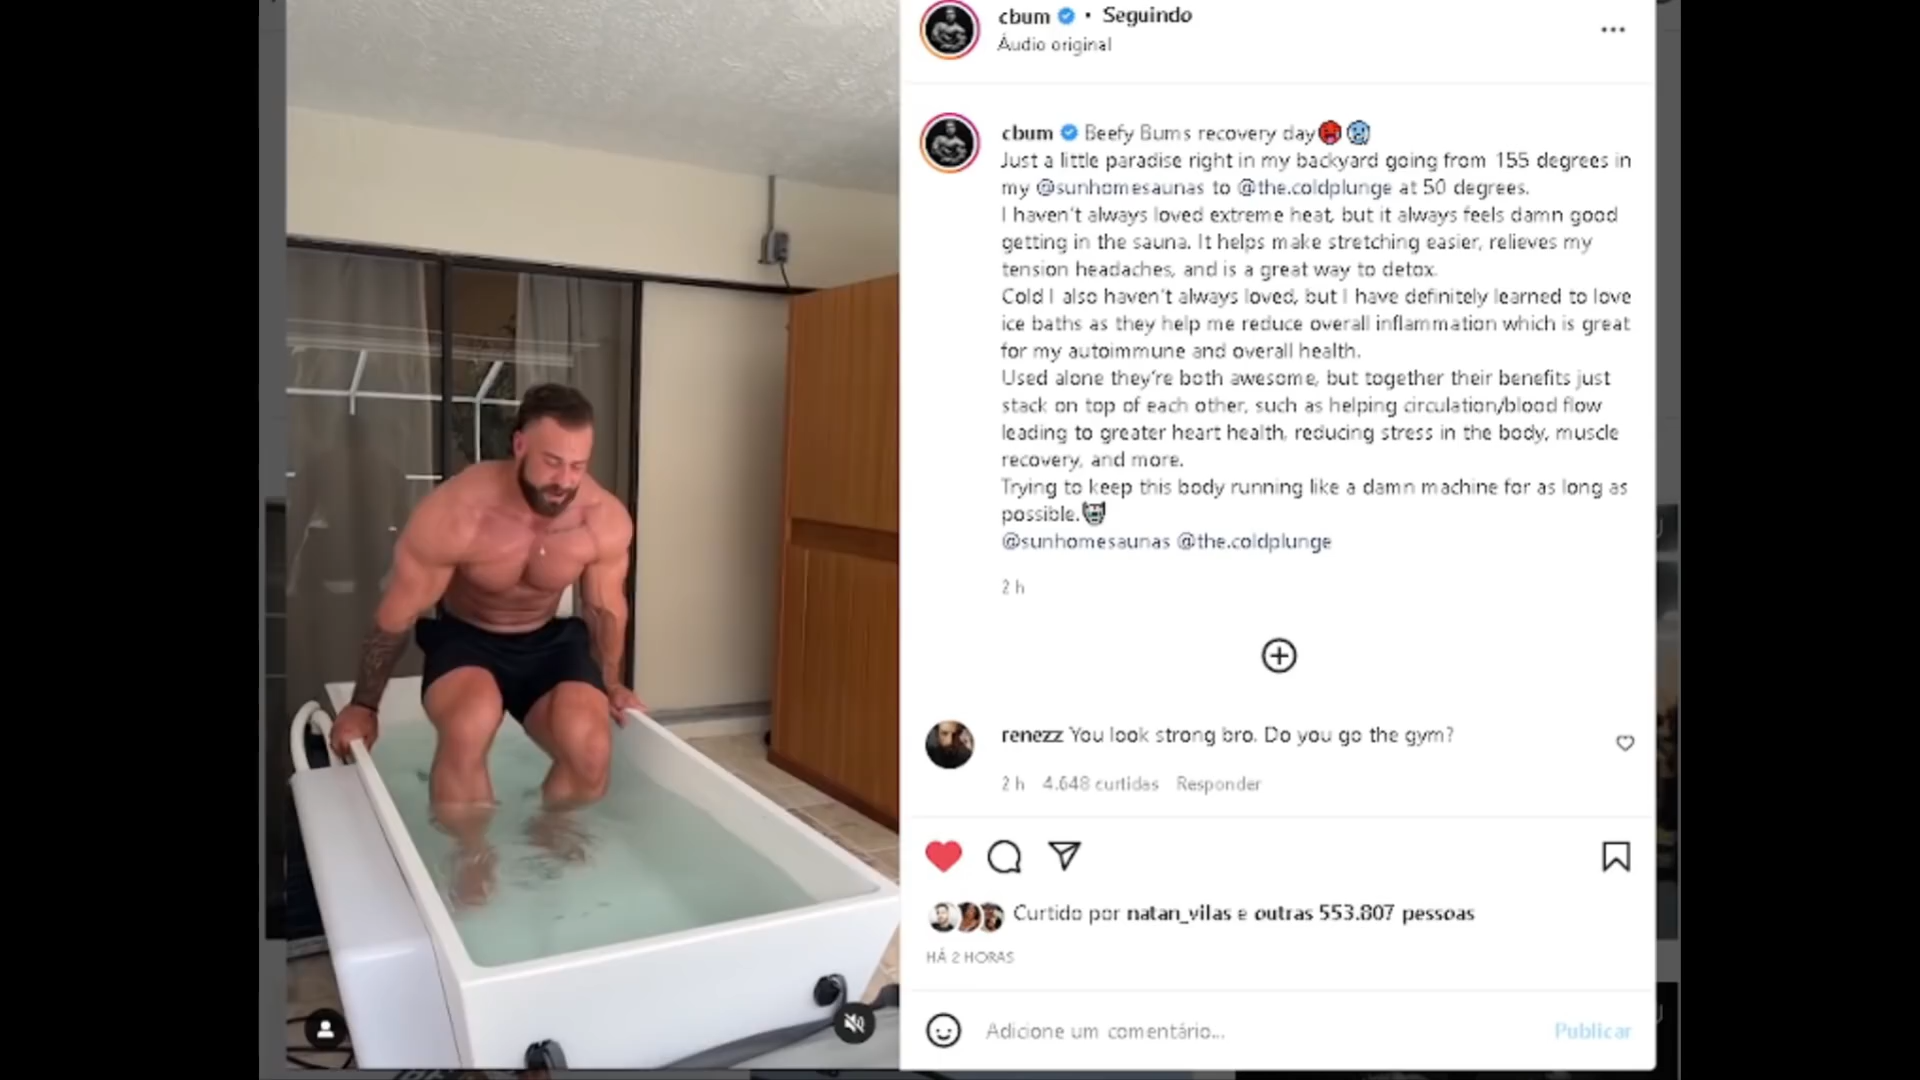 cbum • Seguindo
Áudio original
cbum Beefy Bums recovery day🥵🥶
Just a little paradise right in my backyard going from 155 degrees in
my @sunhomesaunas to @the.coldplunge at 50 degrees.
I haven't always loved extreme heat, but it always feels damn good
getting in the sauna. It helps make stretching easier, relieves my
tension headaches, and is a great way to detox.
Cold I also haven't always loved, but I have definitely learned to love
ice baths as they help me reduce overall inflammation which is great
for my autoimmune and overall health.
Used alone they're both awesome, but together their benefits just
stack on top of each other, such as helping circulation/blood flow
leading to greater heart health, reducing stress in the body, muscle
recovery, and more.
Trying to keep this body running like a damn machine for as long as
possible.🤖
@sunhomesaunas @the.coldplunge
2 h
renezz You look strong bro. Do you go the gym?
2 h 4.648 curtidas Responder
Curtido por natan_vilas e outras 553.807 pessoas
HÁ 2 HORAS
Adicione um comentário... Publicar